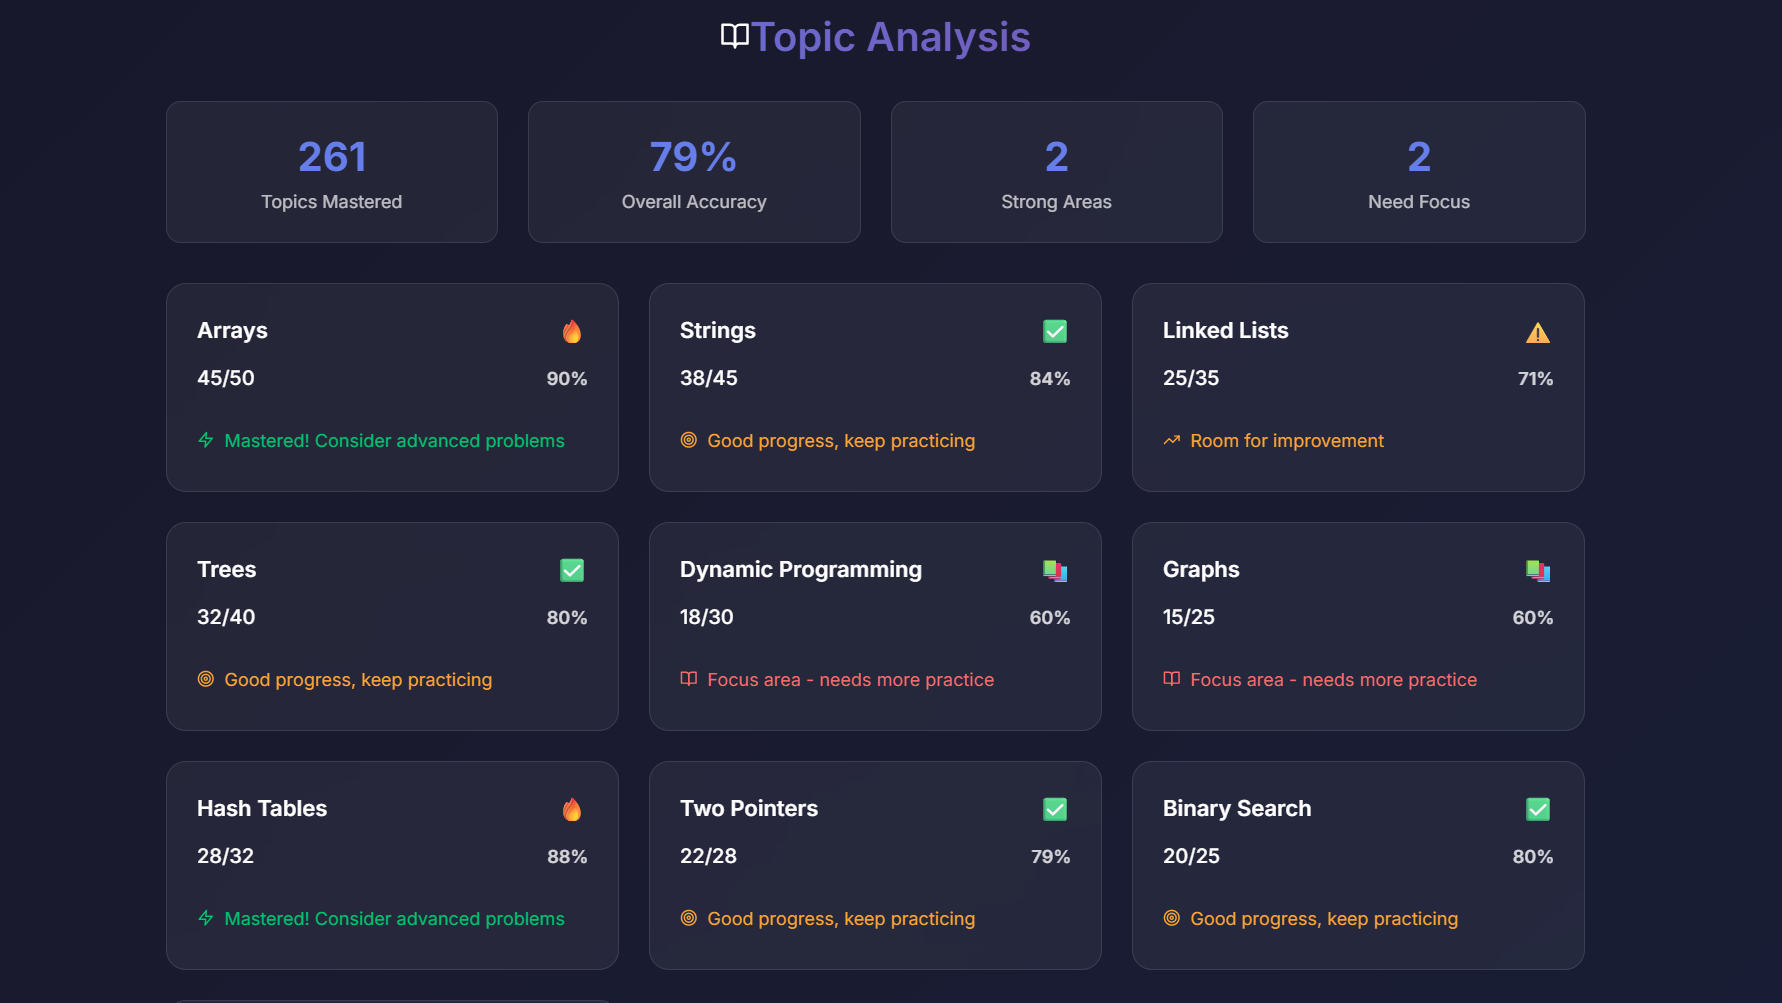 Topic Analysis
261
Topics Mastered
79%
Overall Accuracy
2
Strong Areas
2
Need Focus
Arrays
45/50 90%
Mastered! Consider advanced problems
Strings
38/45 84%
Good progress, keep practicing
Linked Lists
25/35 71%
Room for improvement
Trees
32/40 80%
Good progress, keep practicing
Dynamic Programming
18/30 60%
Focus area - needs more practice
Graphs
15/25 60%
Focus area - needs more practice
Hash Tables
28/32 88%
Mastered! Consider advanced problems
Two Pointers
22/28 79%
Good progress, keep practicing
Binary Search
20/25 80%
Good progress, keep practicing